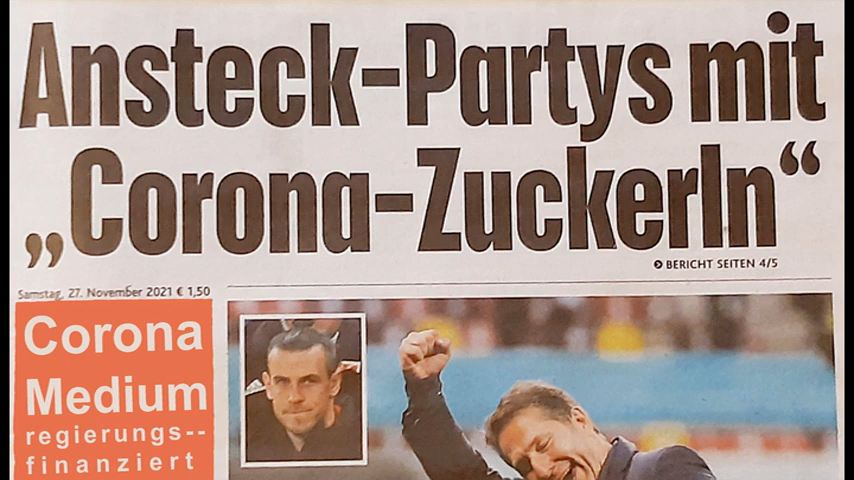 Ansteck-Partys mit
„Corona-Zuckerln“
BERICHT SEITEN 4/5
Samstag, 27. November 2021 € 1,50
Corona
Medium
regierungs--
finanziert